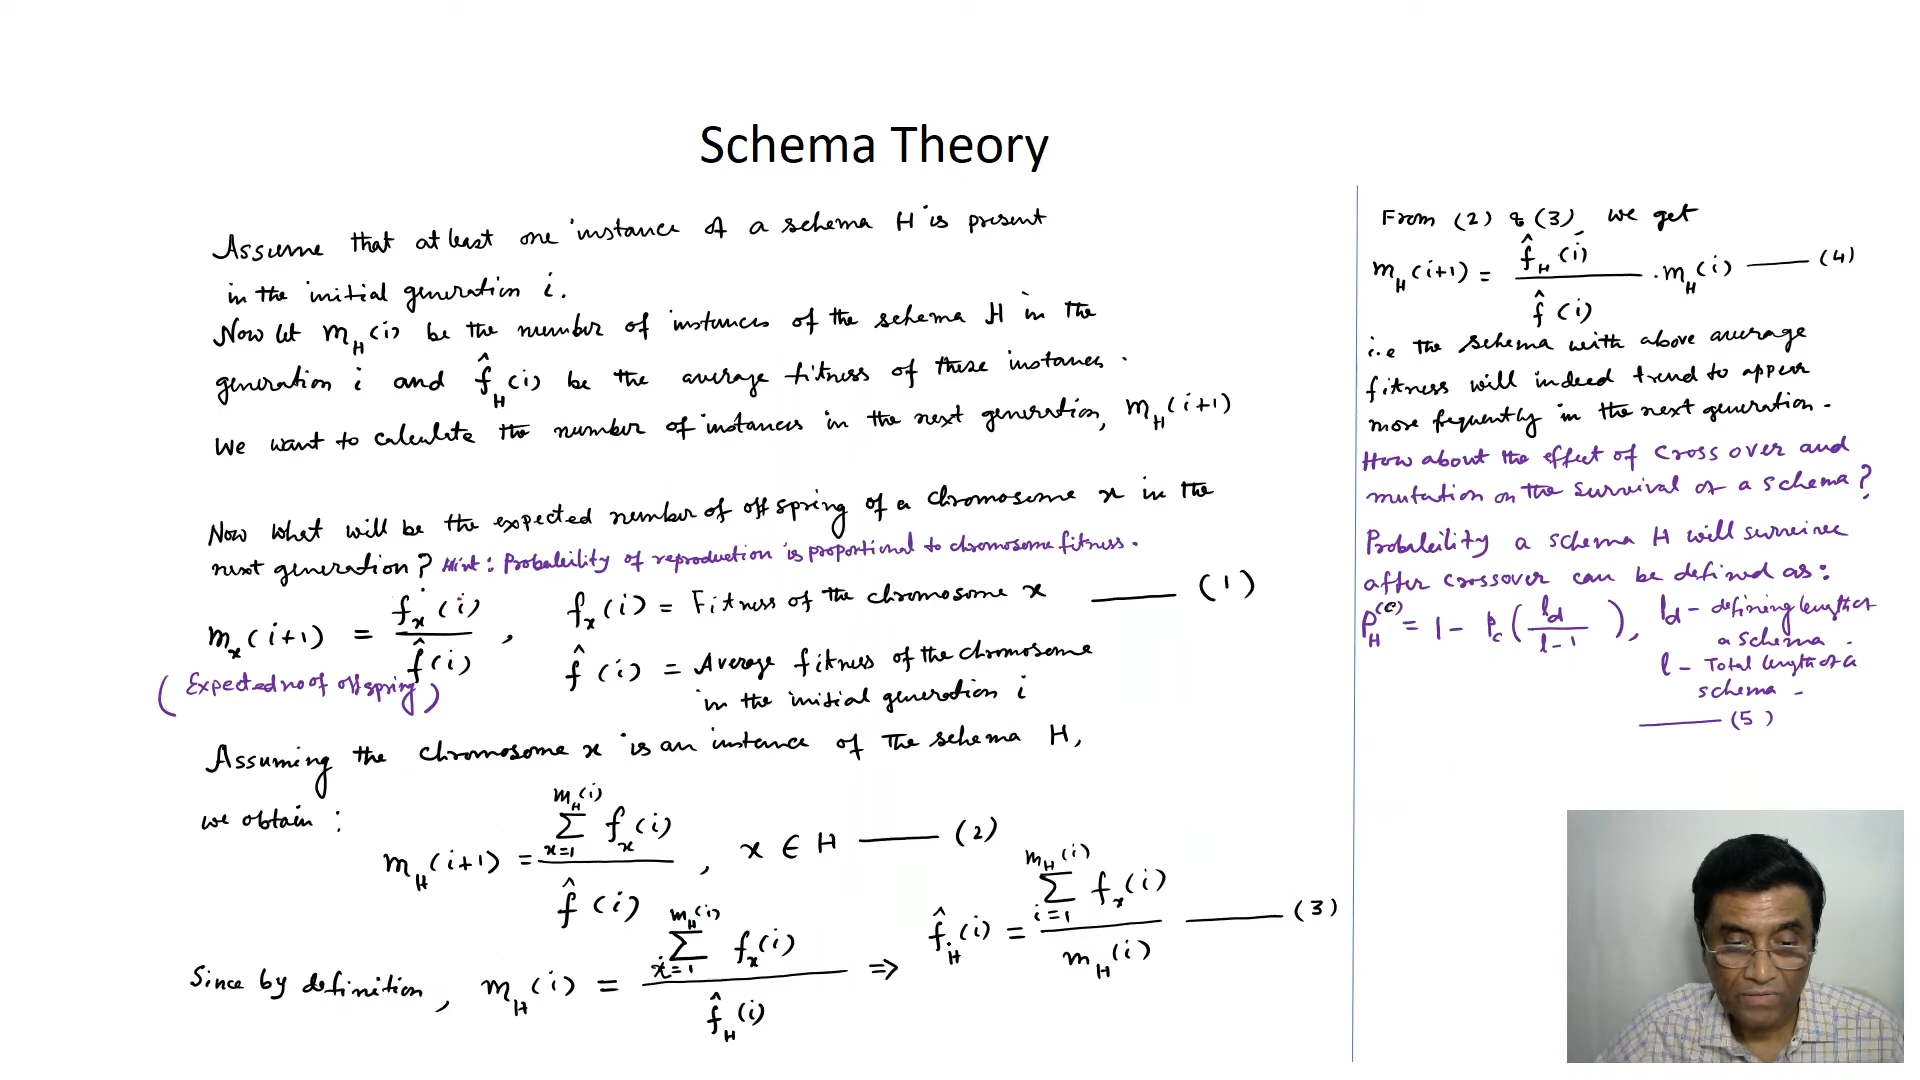 Schema Theory
Assume that at least one instance of a schema H is present
in the initial generation i.
Now let m_H(i) be the number of instances of the schema H in the
generation i and f̂_H(i) be the average fitness of these instances.
We want to calculate the number of instances in the next generation, m_H(i+1)
Now what will be the expected number of offspring of a chromosome x in the
next generation? Hint: Probability of reproduction is proportional to chromosome fitness.
m_x(i+1) = f_x(i) / f̂(i) , f_x(i) = Fitness of the chromosome x —— (1)
(Expected no of offspring) f̂(i) = Average fitness of the chromosome
in the initial generation i
Assuming the chromosome x is an instance of the schema H,
we obtain:
m_H(i+1) = ∑_{x=1}^{m_H(i)} f_x(i) / f̂(i) , x ∈ H —— (2)
Since by definition, m_H(i) = ∑_{x=1}^{m_H(i)} f_x(i) / f̂_H(i) ⇒ f̂_H(i) = ∑_{i=1}^{m_H(i)} f_x(i) / m_H(i) —— (3)
From (2) & (3), we get
m_H(i+1) = f̂_H(i) / f̂(i) . m_H(i) —— (4)
i.e the schema with above average
fitness will indeed trend to appear
more frequently in the next generation.
How about the effect of cross over and
mutation on the survival of a schema?
Probability a schema H will survive
after crossover can be defined as:
P_H^(c) = 1 - P_c (l_d / l-1), l_d - defining length of
a schema.
l - Total length of a
schema -
—— (5)